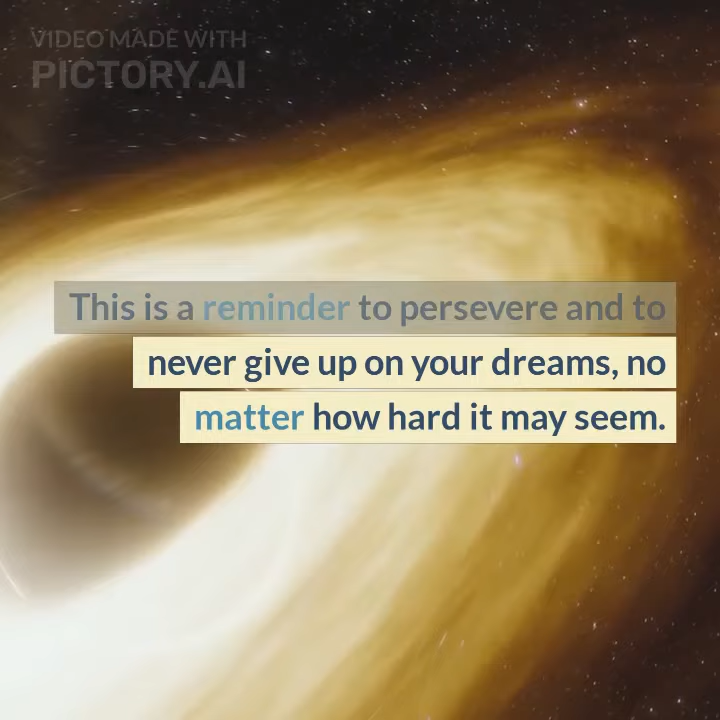 VIDEO MADE WITH
PICTORY.AI
This is a reminder to persevere and to
never give up on your dreams, no
matter how hard it may seem.